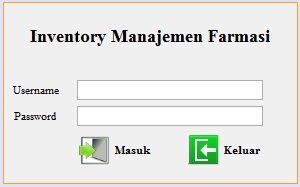 Inventory Manajemen Farmasi
Username
Password
Masuk Keluar